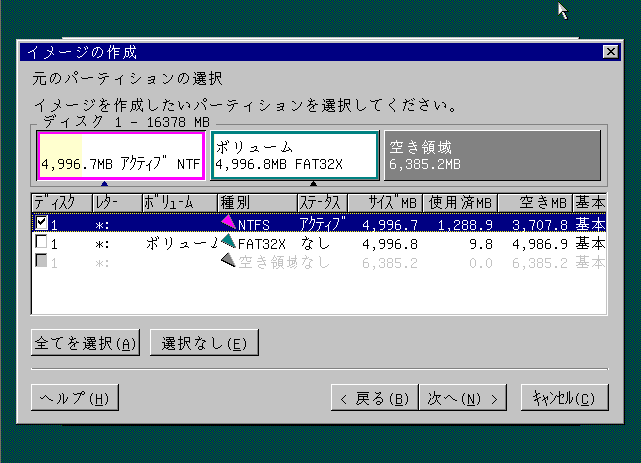 イメージの作成
元のパーティションの選択
イメージを作成したいパーティションを選択してください。
ディスク 1 - 16378 MB
4,996.7MB ｱｸﾃｨﾌﾞ NTF
ボリューム
4,996.8MB FAT32X
空き領域
6,385.2MB
ﾃﾞｨｽｸ ﾚﾀｰ ﾎﾞﾘｭｰﾑ 種別 ｽﾃｰﾀｽ ｻｲｽﾞMB 使用済MB 空きMB 基本
1 *: NTFS ｱｸﾃｨﾌﾞ 4,996.7 1,288.9 3,707.8 基本
1 *: ボリューム FAT32X なし 4,996.8 9.8 4,986.9 基本
1 *: 空き領域 なし 6,385.2 0.0 6,385.2 基本
全てを選択(A) 選択なし(E)
ヘルプ(H) < 戻る(B) 次へ(N) > ｷｬﾝｾﾙ(C)